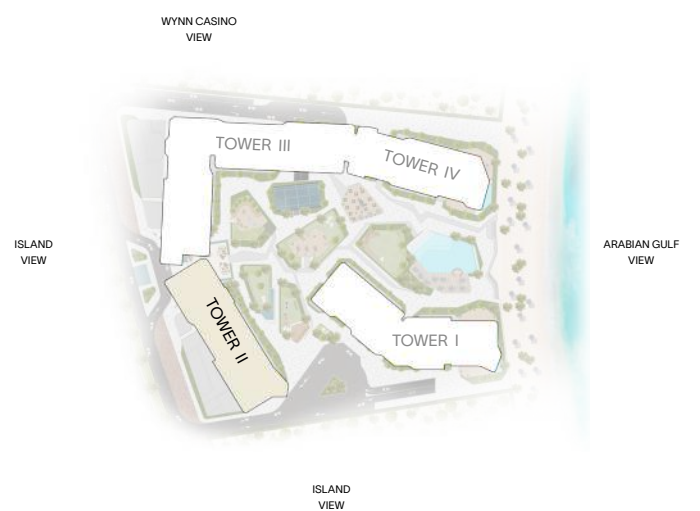 WYNN CASINO
VIEW
TOWER III
TOWER IV
ISLAND
VIEW
ARABIAN GULF
VIEW
TOWER II
TOWER I
ISLAND
VIEW